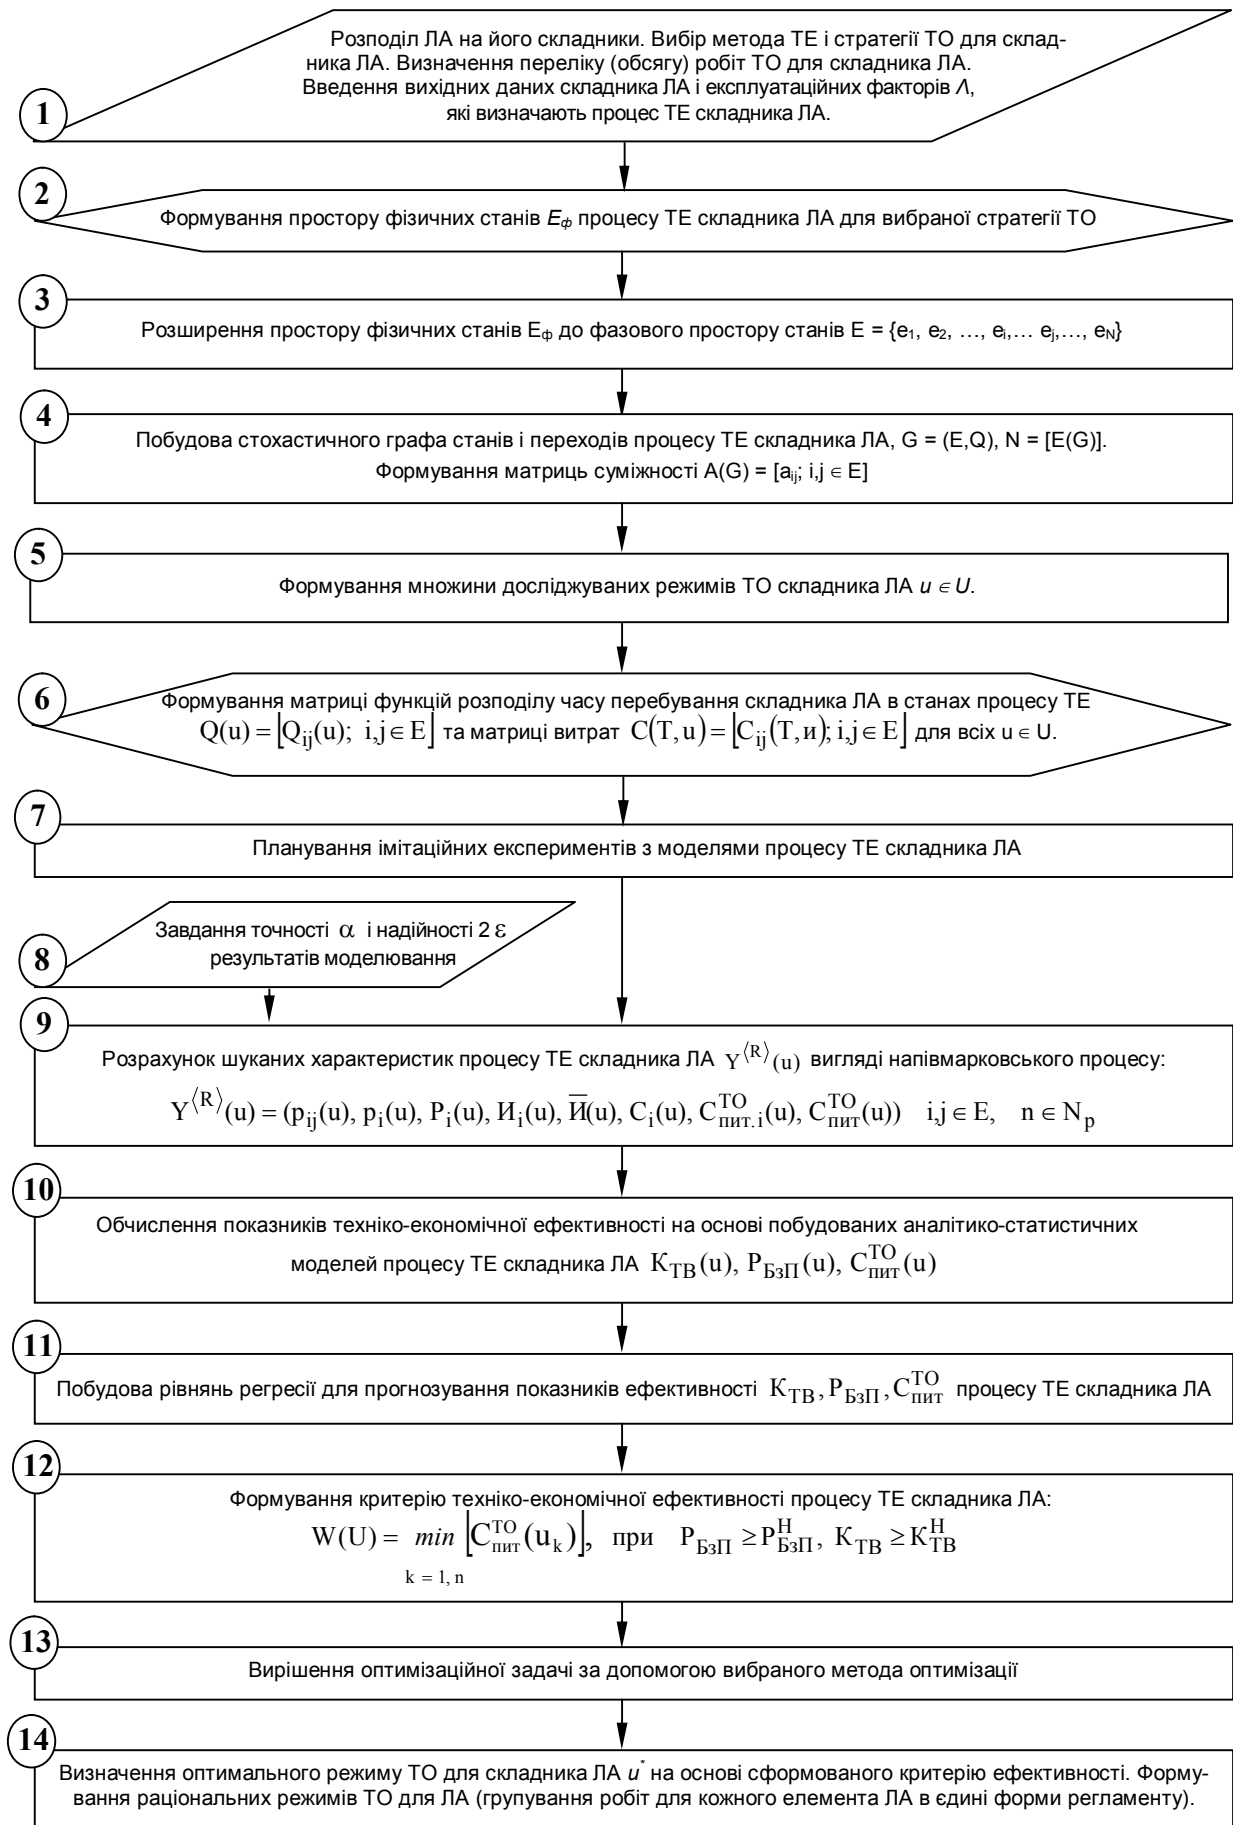 1
Розподіл ЛА на його складники. Вибір метода ТЕ і стратегії ТО для склад-
ника ЛА. Визначення переліку (обсягу) робіт ТО для складника ЛА.
Введення вихідних даних складника ЛА і експлуатаційних факторів Λ,
які визначають процес ТЕ складника ЛА.
2
Формування простору фізичних станів Eф процесу ТЕ складника ЛА для вибраної стратегії ТО
3
Розширення простору фізичних станів Eф до фазового простору станів E = {e1, e2, …, ei,… ej,…, eN}
4
Побудова стохастичного графа станів і переходів процесу ТЕ складника ЛА, G = (E,Q), N = [E(G)].
Формування матриць суміжності A(G) = [aij; i,j ∈ E]
5
Формування множини досліджуваних режимів ТО складника ЛА u ∈ U.
6
Формування матриці функцій розподілу часу перебування складника ЛА в станах процесу ТЕ
Q(u) = ⌊Qij(u); i,j ∈ E⌋ та матриці витрат C(T, u) = ⌊Cij(T, и); i,j ∈ E⌋ для всіх u ∈ U.
7
Планування імітаційних експериментів з моделями процесу ТЕ складника ЛА
8
Завдання точності α і надійності 2 ε
результатів моделювання
9
Розрахунок шуканих характеристик процесу ТЕ складника ЛА Y⟨R⟩(u) вигляді напівмарковського процесу:
Y⟨R⟩(u) = (pij(u), pi(u), Pi(u), Иi(u), И̅(u), Ci(u), CТОпит.i(u), CТОпит(u)) i,j ∈ E, n ∈ Np
10
Обчислення показників техніко-економічної ефективності на основі побудованих аналітико-статистичних
моделей процесу ТЕ складника ЛА KТВ(u), PБзП(u), CТОпит(u)
11
Побудова рівнянь регресії для прогнозування показників ефективності KТВ, PБзП, CТОпит процесу ТЕ складника ЛА
12
Формування критерію техніко-економічної ефективності процесу ТЕ складника ЛА:
W(U) = min ⌊CТОпит(uk)⌋, при PБзП ≥ PНБзП, KТВ ≥ KНТВ
k = 1, n
13
Вирішення оптимізаційної задачі за допомогою вибраного метода оптимізації
14
Визначення оптимального режиму ТО для складника ЛА u* на основі сформованого критерію ефективності. Форму-
вання раціональних режимів ТО для ЛА (групування робіт для кожного елемента ЛА в єдині форми регламенту).